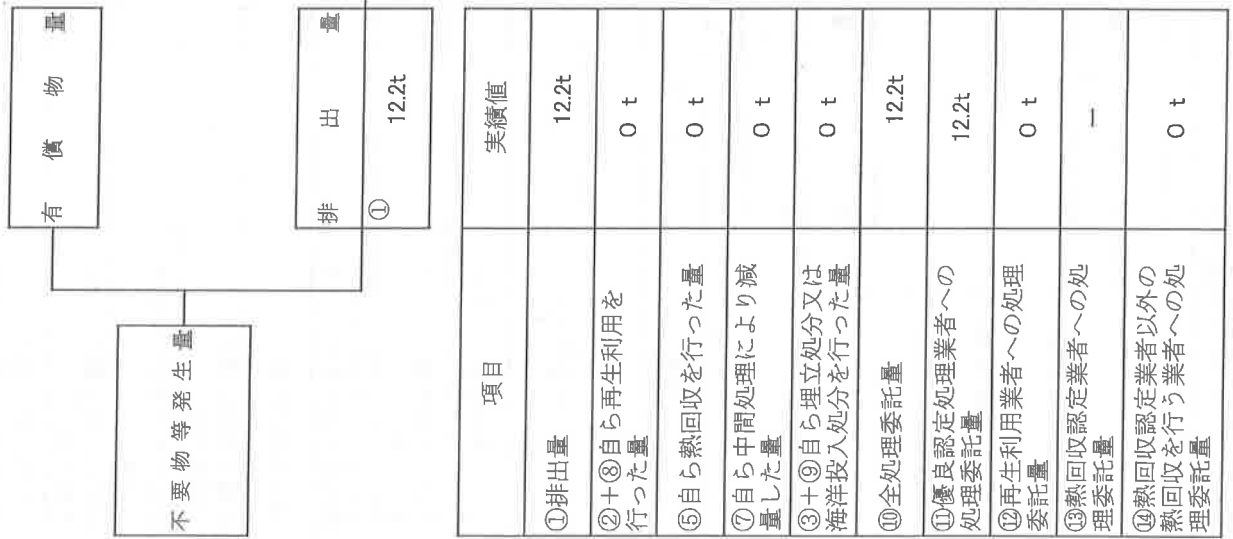 不要物等発生量
有償物量
排出量
①
12.2t
項目
実績値
①排出量
12.2t
②+⑧自ら再生利用を
行った量
0 t
⑤自ら熱回収を行った量
0 t
⑦自ら中間処理により減
量した量
0 t
③+⑨自ら埋立処分又は
海洋投入処分を行った量
0 t
⑩全処理委託量
12.2t
⑪優良認定処理業者への
処理委託量
12.2t
⑫再生利用業者への処理
委託量
0 t
⑬熱回収認定業者への処
理委託量
－
⑭熱回収認定業者以外の
熱回収を行う業者への処
理委託量
0 t